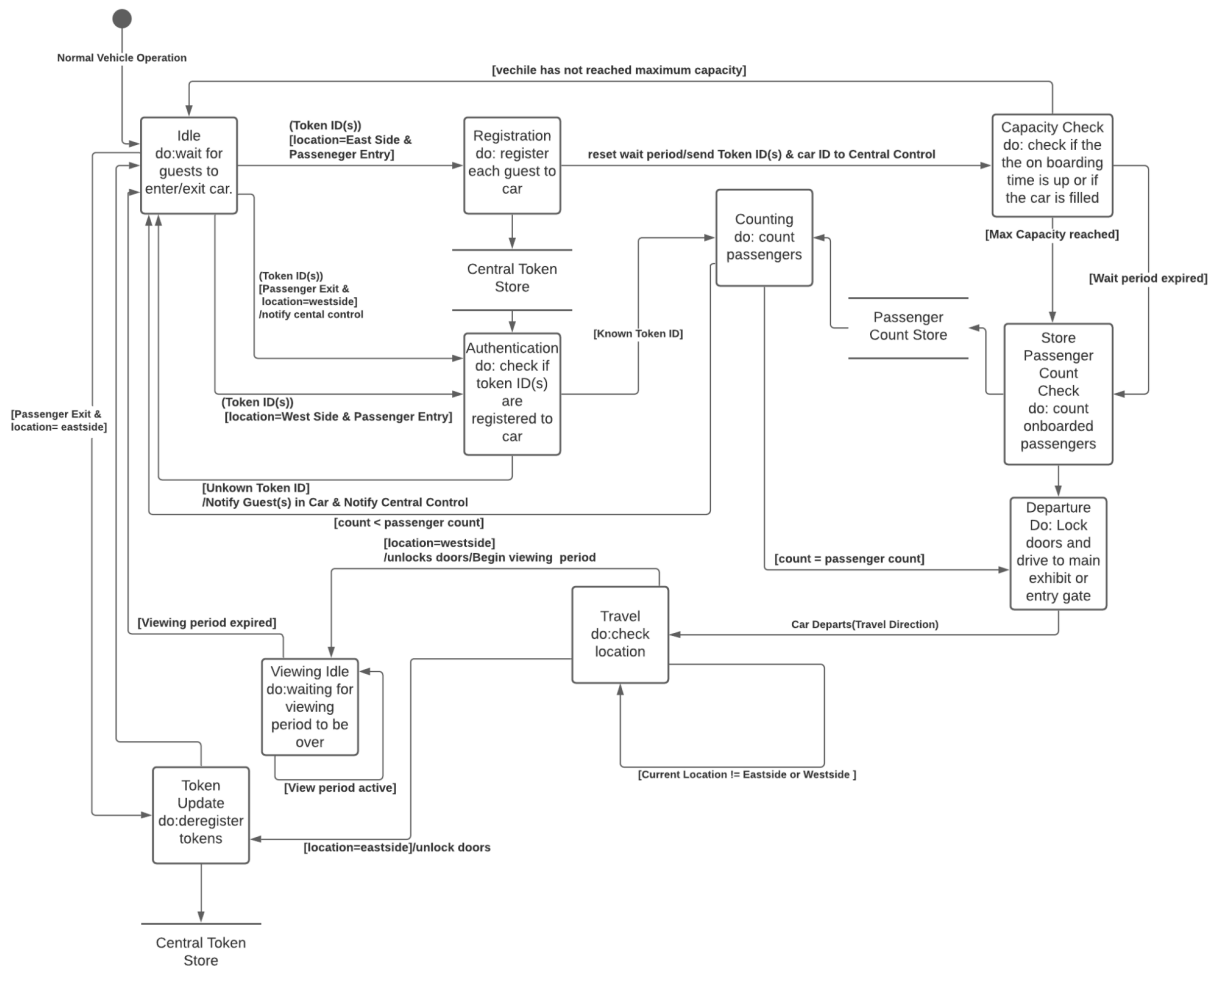 Normal Vehicle Operation
[vechile has not reached maximum capacity]
Idle
do:wait for
guests to
enter/exit car.
(Token ID(s))
[location=East Side &
Passeneger Entry]
Registration
do: register
each guest to
car
reset wait period/send Token ID(s) & car ID to Central Control
Capacity Check
do: check if the
the on boarding
time is up or if
the car is filled
Counting
do: count
passengers
[Max Capacity reached]
[Wait period expired]
Central Token
Store
(Token ID(s))
[Passenger Exit &
location=westside]
/notify cental control
Passenger
Count Store
[Known Token ID]
Store
Passenger
Count
Check
do: count
onboarded
passengers
Authentication
do: check if
token ID(s)
are
registered to
car
(Token ID(s))
[location=West Side & Passenger Entry]
[Passenger Exit &
location= eastside]
[Unkown Token ID]
/Notify Guest(s) in Car & Notify Central Control
[count < passenger count]
Departure
Do: Lock
doors and
drive to main
exhibit or
entry gate
[location=westside]
/unlocks doors/Begin viewing period
[count = passenger count]
Travel
do:check
location
Car Departs(Travel Direction)
[Viewing period expired]
Viewing Idle
do:waiting for
viewing
period to be
over
[View period active]
[Current Location != Eastside or Westside ]
Token
Update
do:deregister
tokens
[location=eastside]/unlock doors
Central Token
Store